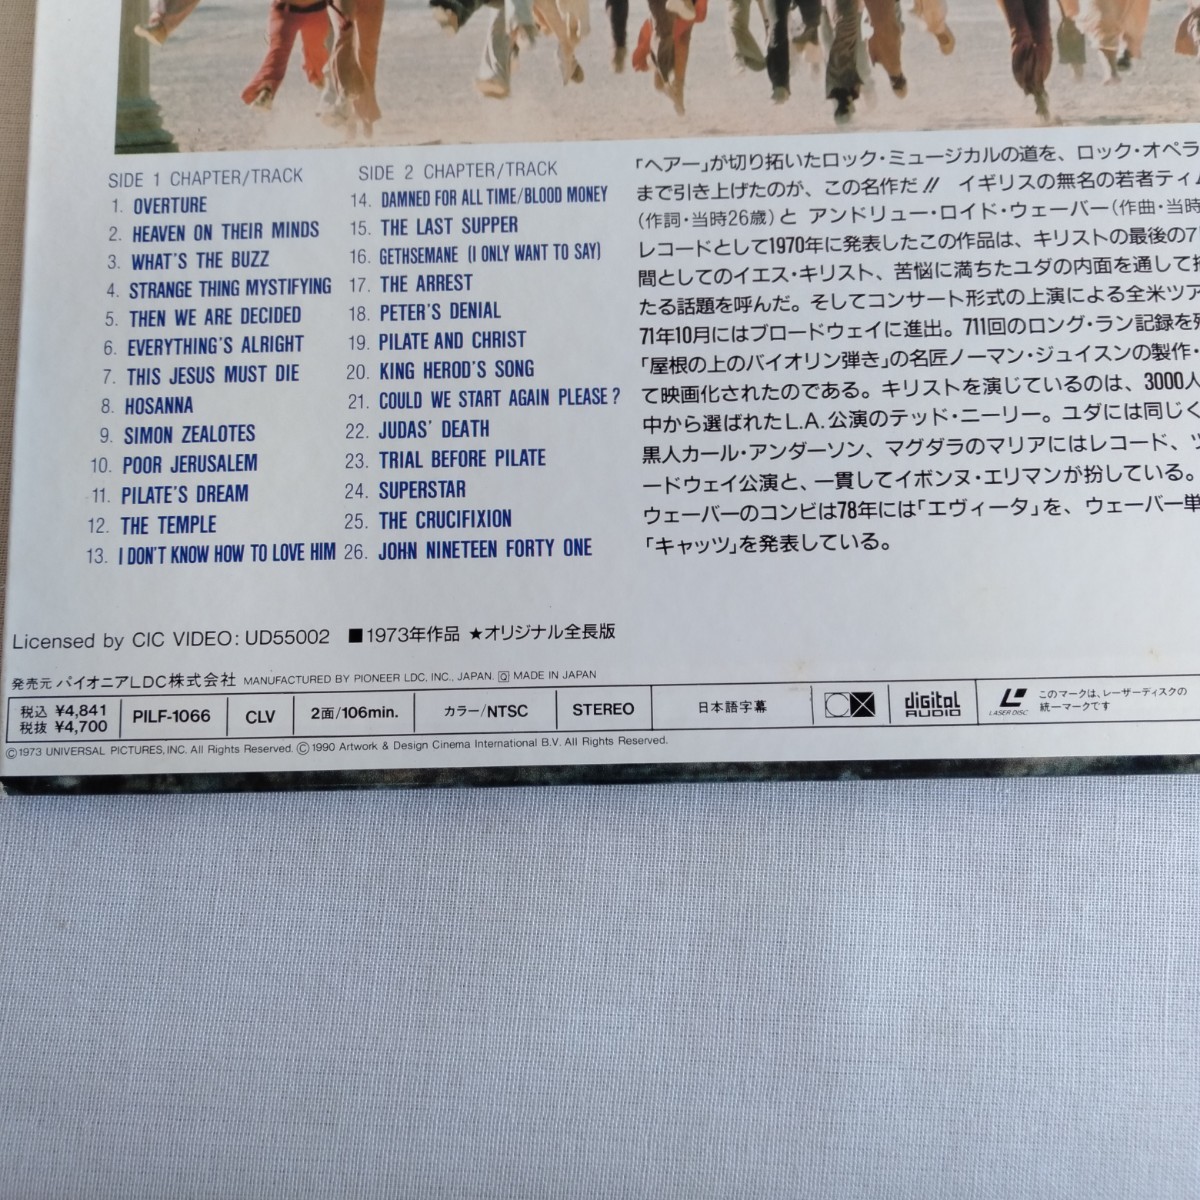 SIDE 1 CHAPTER/TRACK
1. OVERTURE
2. HEAVEN ON THEIR MINDS
3. WHAT'S THE BUZZ
4. STRANGE THING MYSTIFYING
5. THEN WE ARE DECIDED
6. EVERYTHING'S ALRIGHT
7. THIS JESUS MUST DIE
8. HOSANNA
9. SIMON ZEALOTES
10. POOR JERUSALEM
11. PILATE'S DREAM
12. THE TEMPLE
13. I DON'T KNOW HOW TO LOVE HIM
SIDE 2 CHAPTER/TRACK
14. DAMNED FOR ALL TIME/BLOOD MONEY
15. THE LAST SUPPER
16. GETHSEMANE (I ONLY WANT TO SAY)
17. THE ARREST
18. PETER'S DENIAL
19. PILATE AND CHRIST
20. KING HEROD'S SONG
21. COULD WE START AGAIN PLEASE?
22. JUDAS' DEATH
23. TRIAL BEFORE PILATE
24. SUPERSTAR
25. THE CRUCIFIXION
26. JOHN NINETEEN FORTY ONE
「ヘアー」が切り拓いたロック・ミュージカルの道を、ロック・オペラ
まで引き上げたのが、この名作だ!! イギリスの無名の若者ティム
(作詞・当時26歳)と アンドリュー・ロイド・ウェーバー(作曲・当時
レコードとして1970年に発表したこの作品は、キリストの最後の7
間としてのイエス・キリスト、苦悩に満ちたユダの内面を通して
たる話題を呼んだ。そしてコンサート形式の上演による全米ツア
71年10月にはブロードウェイに進出。711回のロング・ラン記録を
「屋根の上のバイオリン弾き」の名匠ノーマン・ジュイスンの製作・
て映画化されたのである。キリストを演じているのは、3000人
中から選ばれたL.A.公演のテッド・ニーリー。ユダには同じく
黒人カール・アンダーソン、マグダラのマリアにはレコード、ツ
ードウェイ公演と、一貫してイボンヌ・エリマンが扮している。
ウェーバーのコンビは78年には「エヴィータ」を、ウェーバー単
「キャッツ」を発表している。
Licensed by CIC VIDEO: UD55002 ■1973年作品 ★オリジナル全長版
発売元 パイオニアLDC株式会社 MANUFACTURED BY PIONEER LDC, INC., JAPAN. Q MADE IN JAPAN
税込 ¥4,841
税抜 ¥4,700
PILF-1066
CLV
2面/106min.
カラー/NTSC
STEREO
日本語字幕
digital AUDIO
LASER DISC
このマークは、レーザーディスクの
統一マークです
©1973 UNIVERSAL PICTURES, INC. All Rights Reserved. ©1990 Artwork & Design Cinema International B.V. All Rights Reserved.